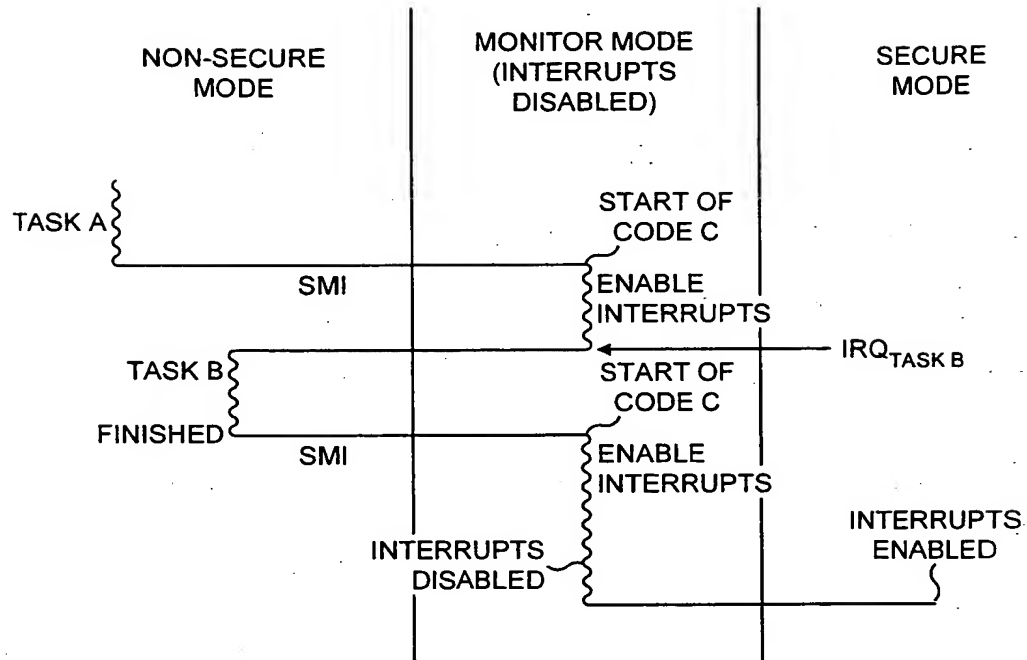 NON-SECURE
MODE
MONITOR MODE
(INTERRUPTS
DISABLED)
SECURE
MODE
TASK A
START OF
CODE C
SMI
ENABLE
INTERRUPTS
IRQTASK B
TASK B
START OF
CODE C
FINISHED
SMI
ENABLE
INTERRUPTS
INTERRUPTS
DISABLED
INTERRUPTS
ENABLED